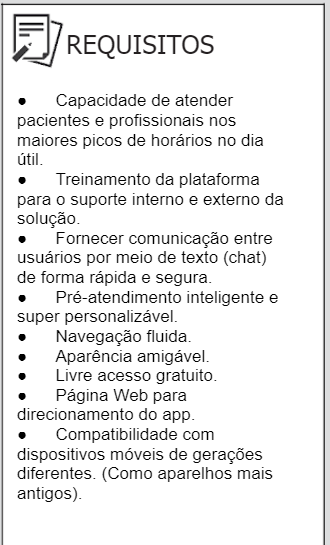 REQUISITOS
● Capacidade de atender
pacientes e profissionais nos
maiores picos de horários no dia
útil.
● Treinamento da plataforma
para o suporte interno e externo da
solução.
● Fornecer comunicação entre
usuários por meio de texto (chat)
de forma rápida e segura.
● Pré-atendimento inteligente e
super personalizável.
● Navegação fluida.
● Aparência amigável.
● Livre acesso gratuito.
● Página Web para
direcionamento do app.
● Compatibilidade com
dispositivos móveis de gerações
diferentes. (Como aparelhos mais
antigos).